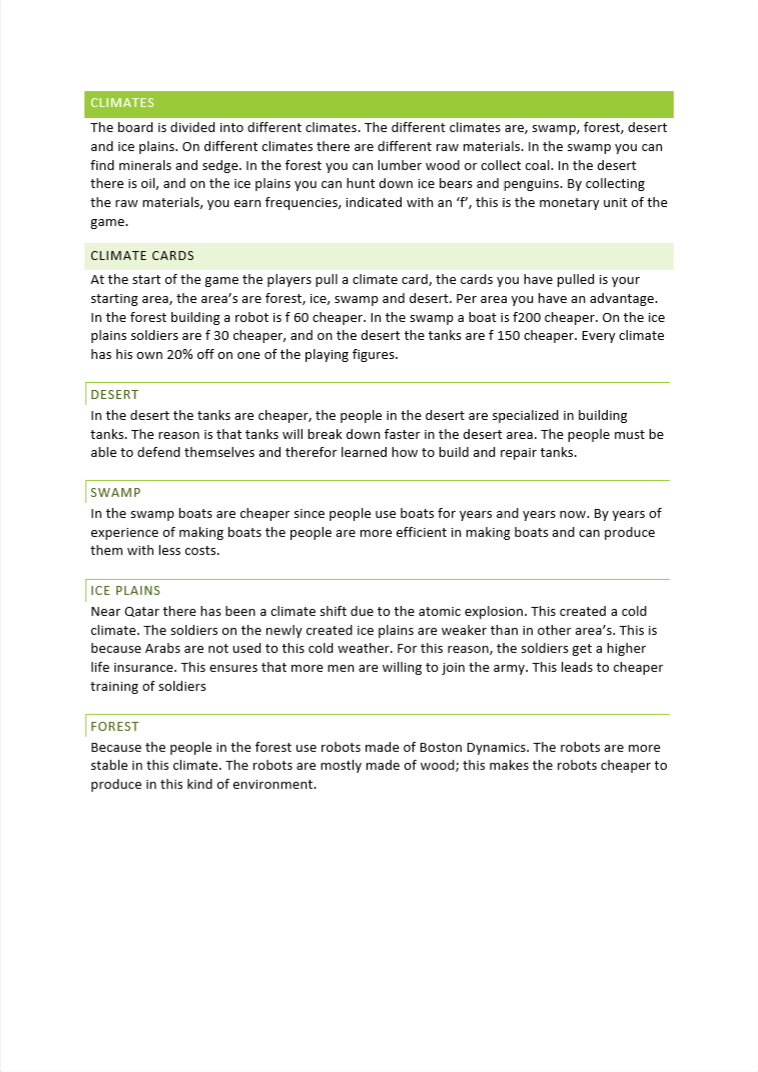 CLIMATES
The board is divided into different climates. The different climates are, swamp, forest, desert
and ice plains. On different climates there are different raw materials. In the swamp you can
find minerals and sedge. In the forest you can lumber wood or collect coal. In the desert
there is oil, and on the ice plains you can hunt down ice bears and penguins. By collecting
the raw materials, you earn frequencies, indicated with an ‘f’, this is the monetary unit of the
game.
CLIMATE CARDS
At the start of the game the players pull a climate card, the cards you have pulled is your
starting area, the area’s are forest, ice, swamp and desert. Per area you have an advantage.
In the forest building a robot is f 60 cheaper. In the swamp a boat is f200 cheaper. On the ice
plains soldiers are f 30 cheaper, and on the desert the tanks are f 150 cheaper. Every climate
has his own 20% off on one of the playing figures.
DESERT
In the desert the tanks are cheaper, the people in the desert are specialized in building
tanks. The reason is that tanks will break down faster in the desert area. The people must be
able to defend themselves and therefor learned how to build and repair tanks.
SWAMP
In the swamp boats are cheaper since people use boats for years and years now. By years of
experience of making boats the people are more efficient in making boats and can produce
them with less costs.
ICE PLAINS
Near Qatar there has been a climate shift due to the atomic explosion. This created a cold
climate. The soldiers on the newly created ice plains are weaker than in other area’s. This is
because Arabs are not used to this cold weather. For this reason, the soldiers get a higher
life insurance. This ensures that more men are willing to join the army. This leads to cheaper
training of soldiers
FOREST
Because the people in the forest use robots made of Boston Dynamics. The robots are more
stable in this climate. The robots are mostly made of wood; this makes the robots cheaper to
produce in this kind of environment.